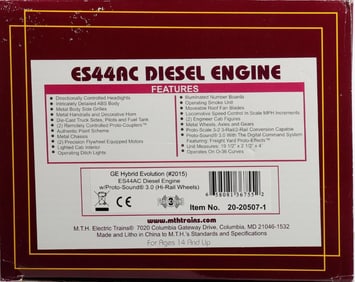 ES44AC DIESEL ENGINE
FEATURES
Directionally Controlled Headlights
Intricately Detailed ABS Body
Metal Body Side Grilles
Metal Handrails and Decorative Horn
Die-Cast Truck Sides, Pilots and Fuel Tank
(2) Remotely Controlled Proto-Couplers™
Authentic Paint Scheme
Metal Chassis
(2) Precision Flywheel Equipped Motors
Lighted Cab Interior
Operating Ditch Lights
Illuminated Number Boards
Operating Smoke Unit
Moveable Roof Fan Blades
Locomotive Speed Control In Scale MPH Increments
(2) Engineer Cab Figures
Metal Wheels, Axles and Gears
Proto-Scale 3-2 3-Rail/2-Rail Conversion Capable
Proto-Sound® 3.0 With The Digital Command System
Featuring: Freight Yard Proto-Effects™
Unit Measures: 19 1/2" x 2 1/2" x 4"
Operates On O-36 Curves
GE Hybrid Evolution (#2015)
ES44AC Diesel Engine
w/Proto-Sound® 3.0 (Hi-Rail Wheels)
CE
3
6 58081 36755 2
Item No. 20-20507-1
www.mthtrains.com
M.T.H. Electric Trains® 7020 Columbia Gateway Drive, Columbia, MD 21046-1532
Made and Litho in China to M.T.H.'s Standards and Specifications
For Ages 14 And Up